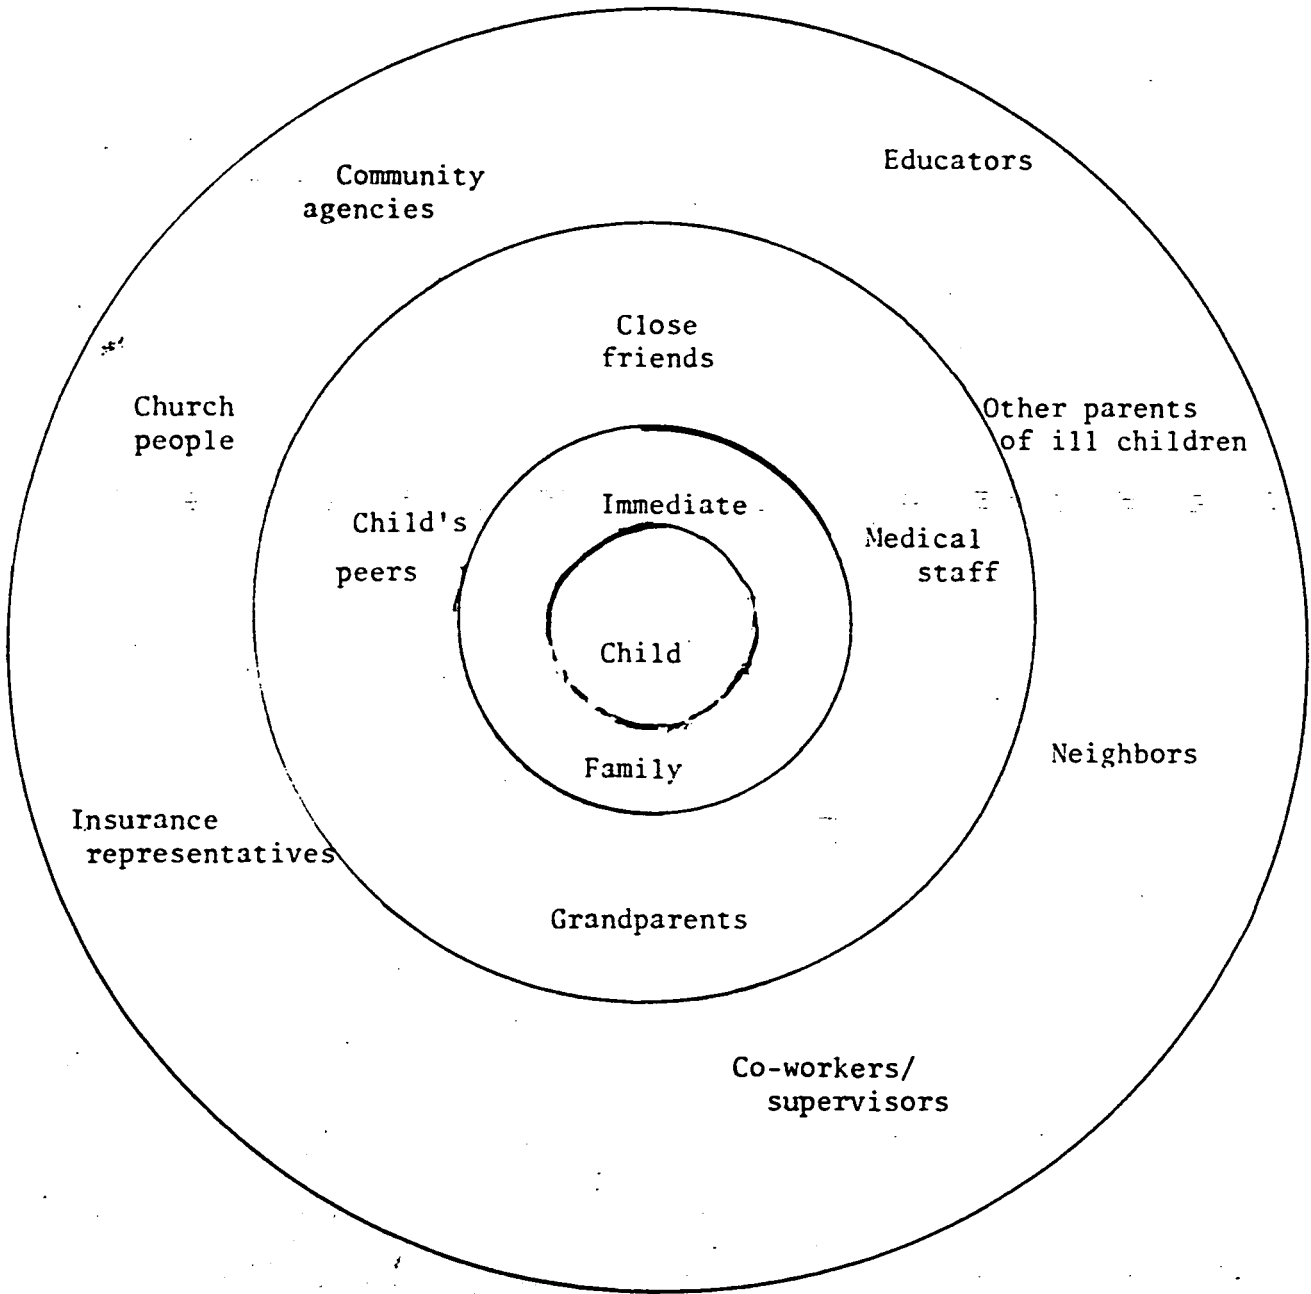 Educators
Community
agencies
Close
friends
Church
people
Other parents
of ill children
Immediate
Child's
peers
Medical
staff
Child
Family
Neighbors
Insurance
representatives
Grandparents
Co-workers/
supervisors